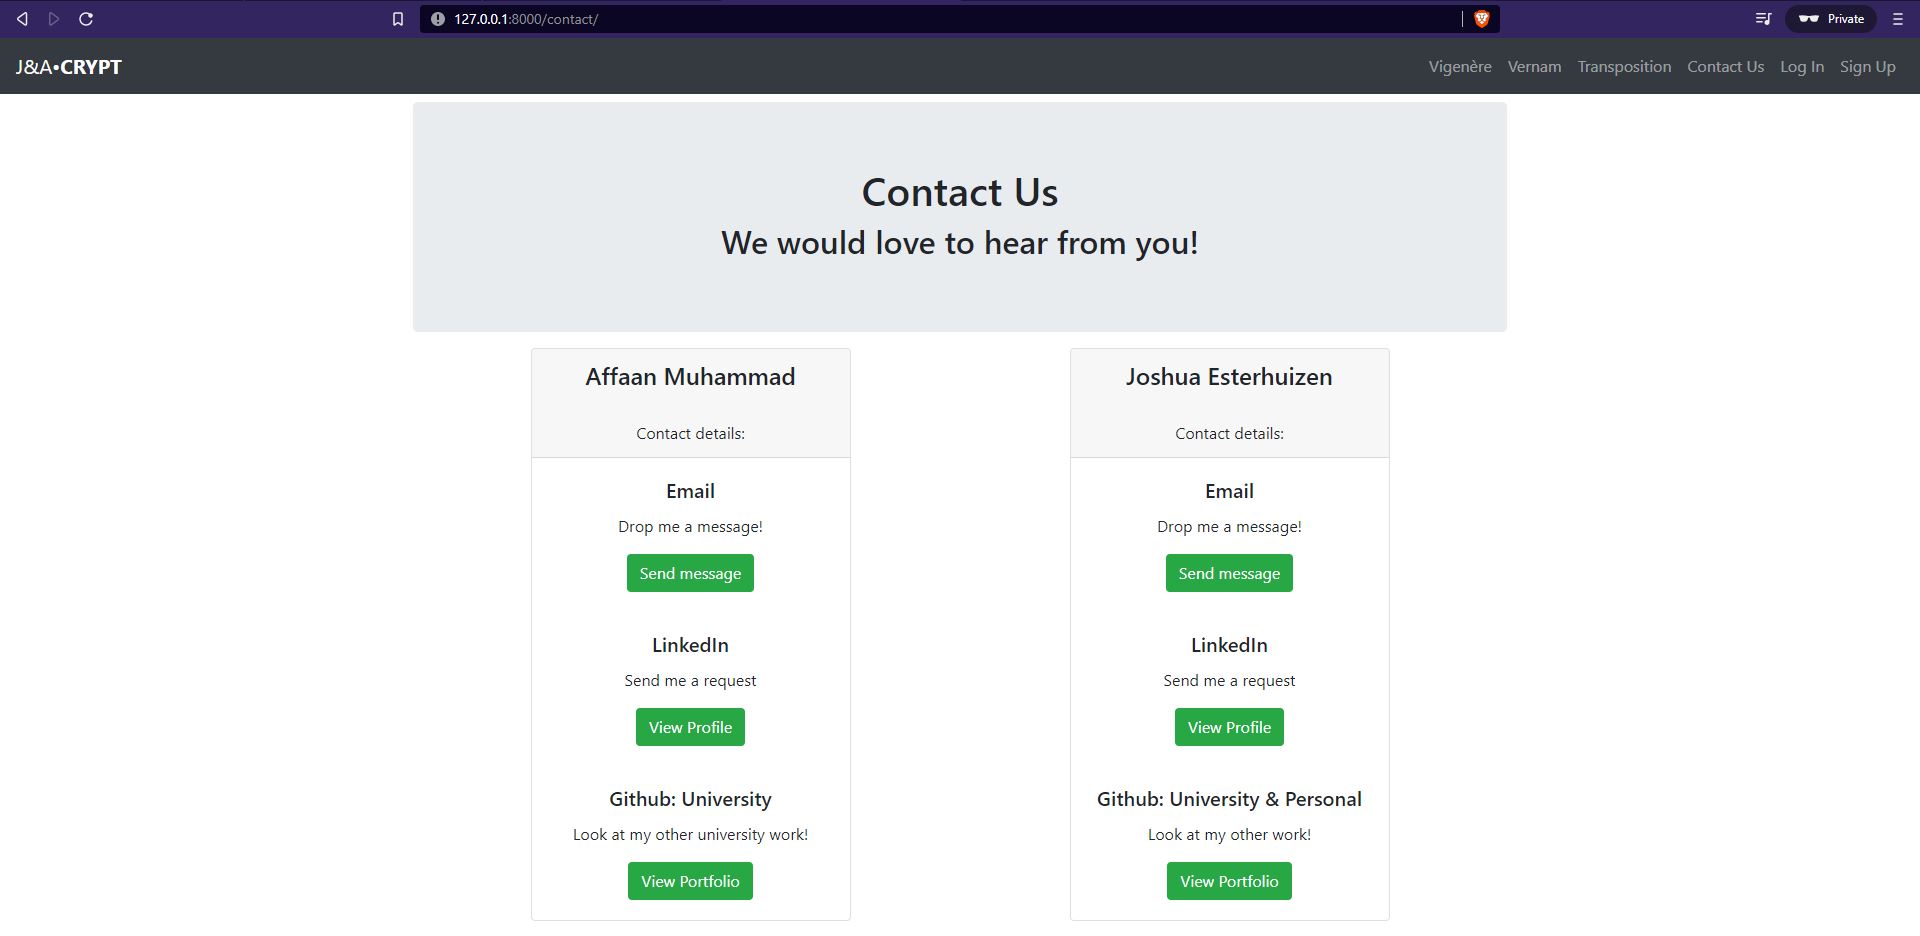 127.0.0.1:8000/contact/
Private
J&A•CRYPT
Vigenère Vernam Transposition Contact Us Log In Sign Up
Contact Us
We would love to hear from you!
Affaan Muhammad
Contact details:
Email
Drop me a message!
Send message
LinkedIn
Send me a request
View Profile
Github: University
Look at my other university work!
View Portfolio
Joshua Esterhuizen
Contact details:
Email
Drop me a message!
Send message
LinkedIn
Send me a request
View Profile
Github: University & Personal
Look at my other work!
View Portfolio